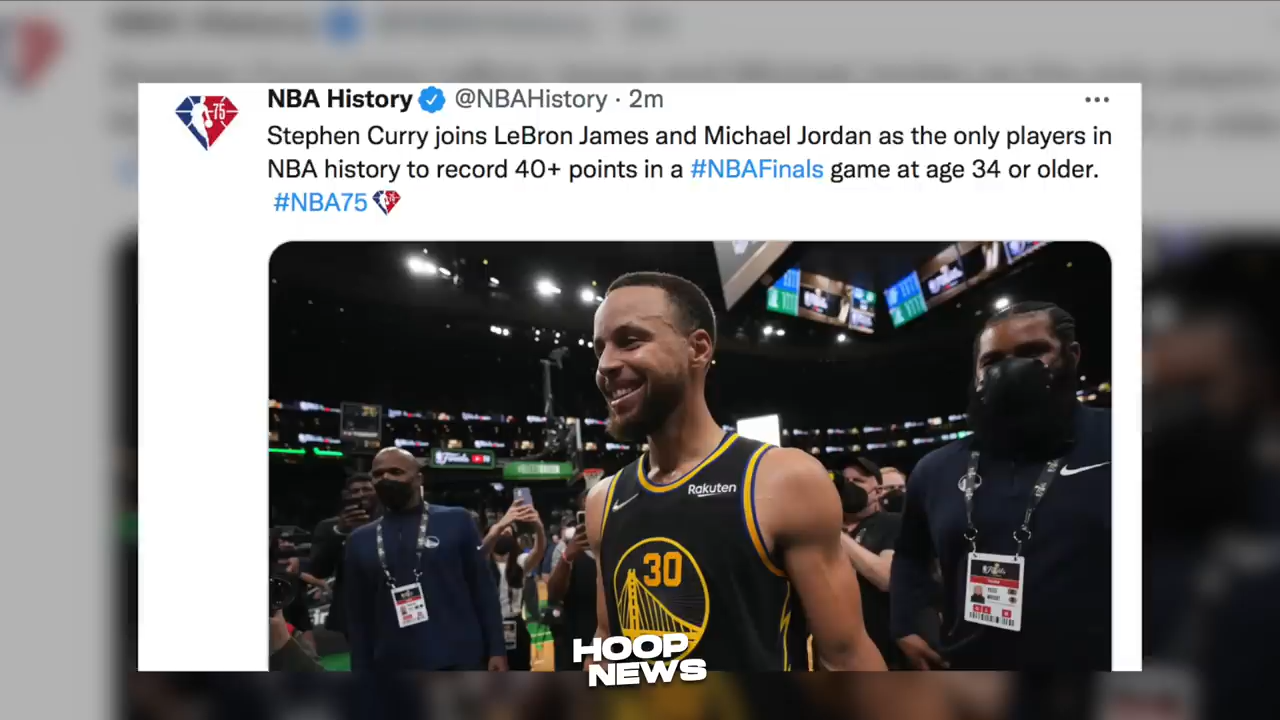 NBA History @NBAHistory · 2m
75
Stephen Curry joins LeBron James and Michael Jordan as the only players in
NBA history to record 40+ points in a #NBAFinals game at age 34 or older.
#NBA75
Rakuten
30
HOOP
NEWS